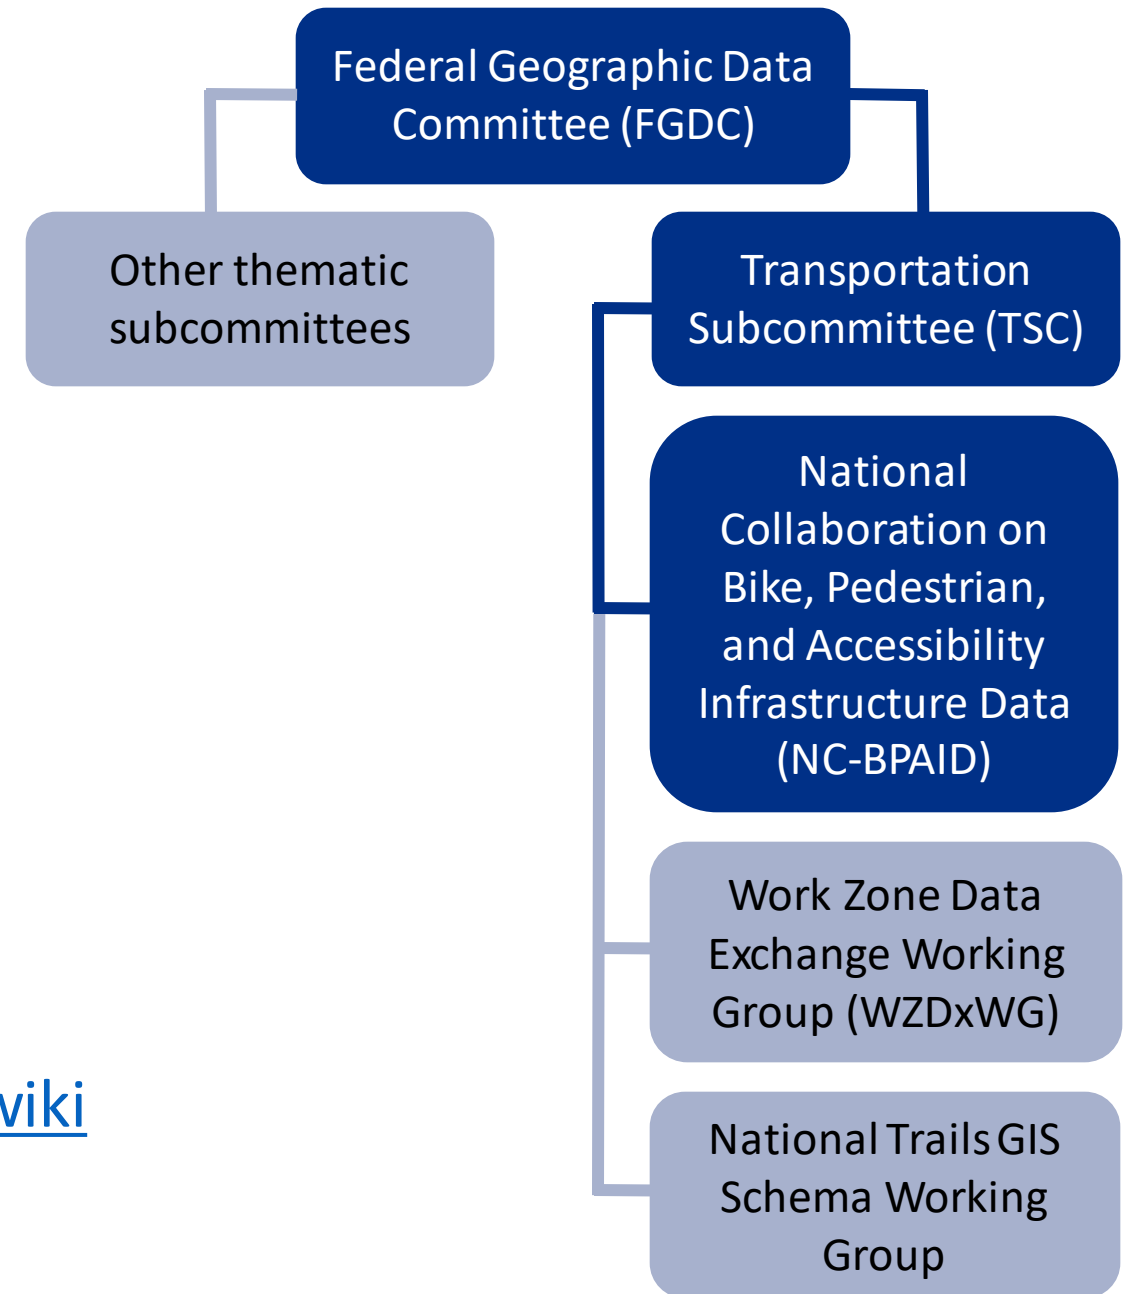 Federal Geographic Data
Committee (FGDC)
Other thematic
subcommittees
Transportation
Subcommittee (TSC)
National
Collaboration on
Bike, Pedestrian,
and Accessibility
Infrastructure Data
(NC-BPAID)
Work Zone Data
Exchange Working
Group (WZDxWG)
wiki
National Trails GIS
Schema Working
Group